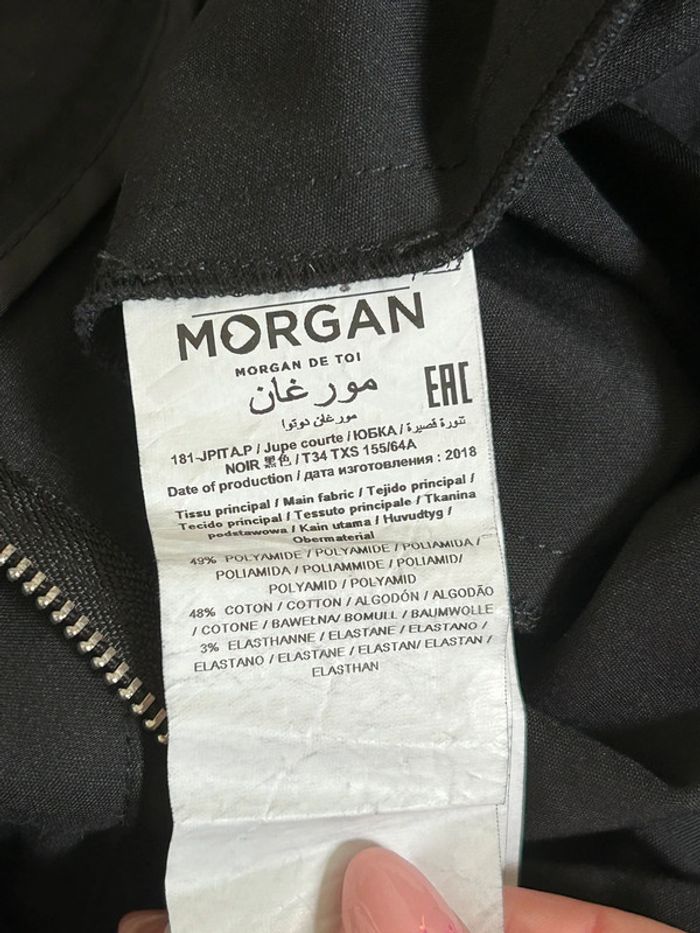 MORGAN
MORGAN DE TOI
مورغان
EAC
مورغان دوتوا
181-JPITA.P / Jupe courte / ЮБКА / تنورة قصيرة /
NOIR 黑色 / T34 TXS 155/64A
Date of production / дата изготовления : 2018
Tissu principal / Main fabric / Tejido principal /
Tecido principal / Tessuto principale / Tkanina
podstawowa / Kain utama / Huvudtyg /
Obermaterial
49% POLYAMIDE / POLYAMIDE / POLIAMIDA /
POLIAMIDA / POLIAMMIDE / POLIAMID/
POLYAMID / POLYAMID
48% COTON / COTTON / ALGODÓN / ALGODÃO
/ COTONE / BAWEŁNA/ BOMULL / BAUMWOLLE
3% ELASTHANNE / ELASTANE / ELASTANO /
ELASTANO / ELASTANE / ELASTAN/ ELASTAN /
ELASTHAN